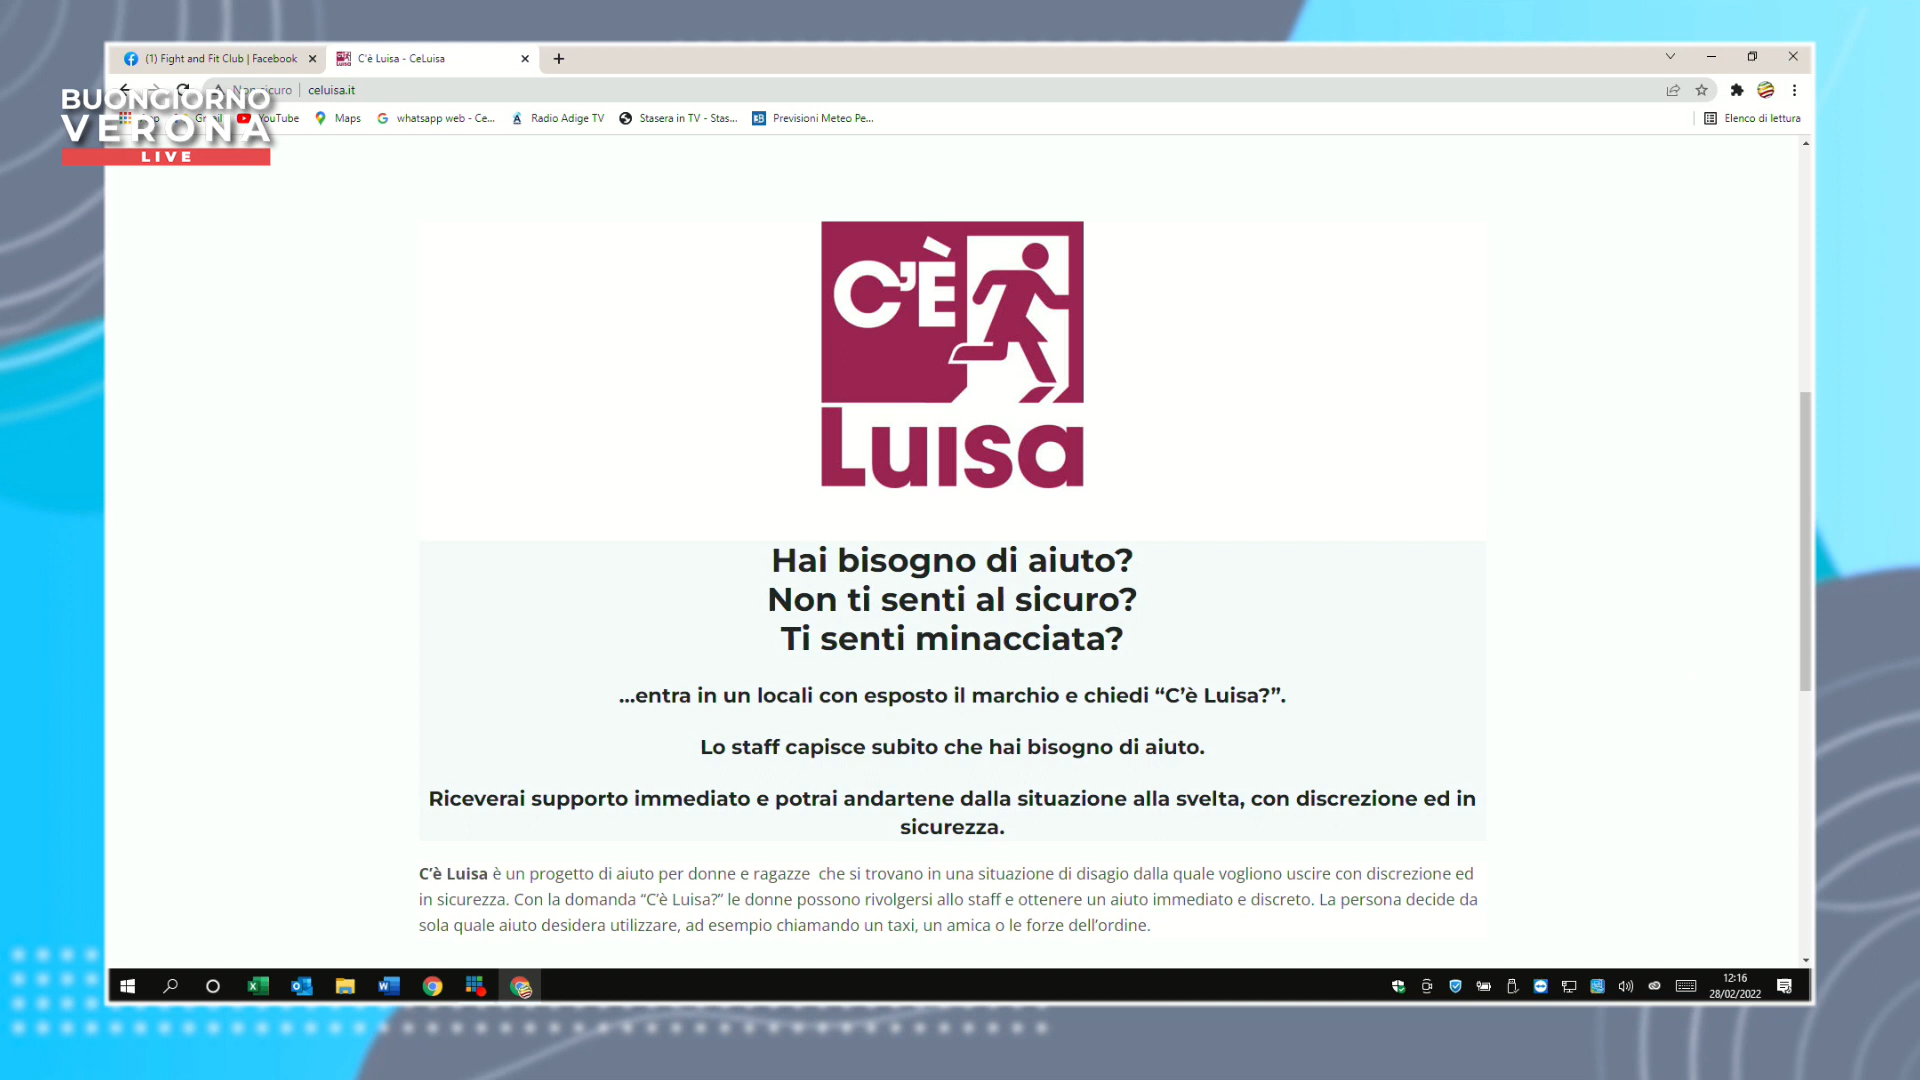 (1) Fight and Fit Club | Facebook
C'è Luisa - CeLuisa
BUONGIORNO
VERONA
LIVE
celuisa.it
YouTube
Maps
whatsapp web - Ce...
Radio Adige TV
Stasera in TV - Stas...
Previsioni Meteo Pe...
Elenco di lettura
C'È
Luisa
Hai bisogno di aiuto?
Non ti senti al sicuro?
Ti senti minacciata?
...entra in un locali con esposto il marchio e chiedi “C’è Luisa?”.
Lo staff capisce subito che hai bisogno di aiuto.
Riceverai supporto immediato e potrai andartene dalla situazione alla svelta, con discrezione ed in
sicurezza.
C’è Luisa è un progetto di aiuto per donne e ragazze che si trovano in una situazione di disagio dalla quale vogliono uscire con discrezione ed
in sicurezza. Con la domanda “C’è Luisa?” le donne possono rivolgersi allo staff e ottenere un aiuto immediato e discreto. La persona decide da
sola quale aiuto desidera utilizzare, ad esempio chiamando un taxi, un amica o le forze dell’ordine.
12:16
28/02/2022